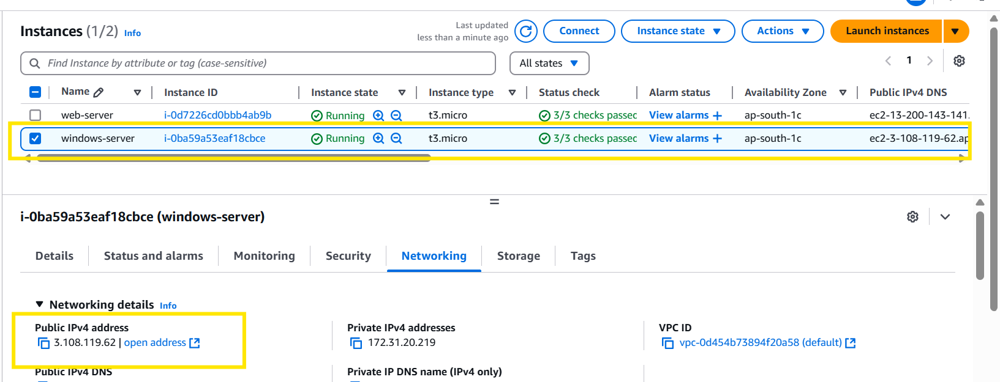 Instances (1/2) Info
Last updated
less than a minute ago
Connect
Instance state
Actions
Launch instances
Find Instance by attribute or tag (case-sensitive)
All states
1
Name Instance ID Instance state Instance type Status check Alarm status Availability Zone Public IPv4 DNS
web-server i-0d7226cd0bbb4ab9b Running t3.micro 3/3 checks passed View alarms + ap-south-1c ec2-13-200-143-141.
windows-server i-0ba59a53eaf18cbce Running t3.micro 3/3 checks passed View alarms + ap-south-1c ec2-3-108-119-62.ap
i-0ba59a53eaf18cbce (windows-server)
Details Status and alarms Monitoring Security Networking Storage Tags
Networking details Info
Public IPv4 address Private IPv4 addresses VPC ID
3.108.119.62 | open address 172.31.20.219 vpc-0d454b73894f20a58 (default)
Public IPv4 DNS Private IP DNS name (IPv4 only)